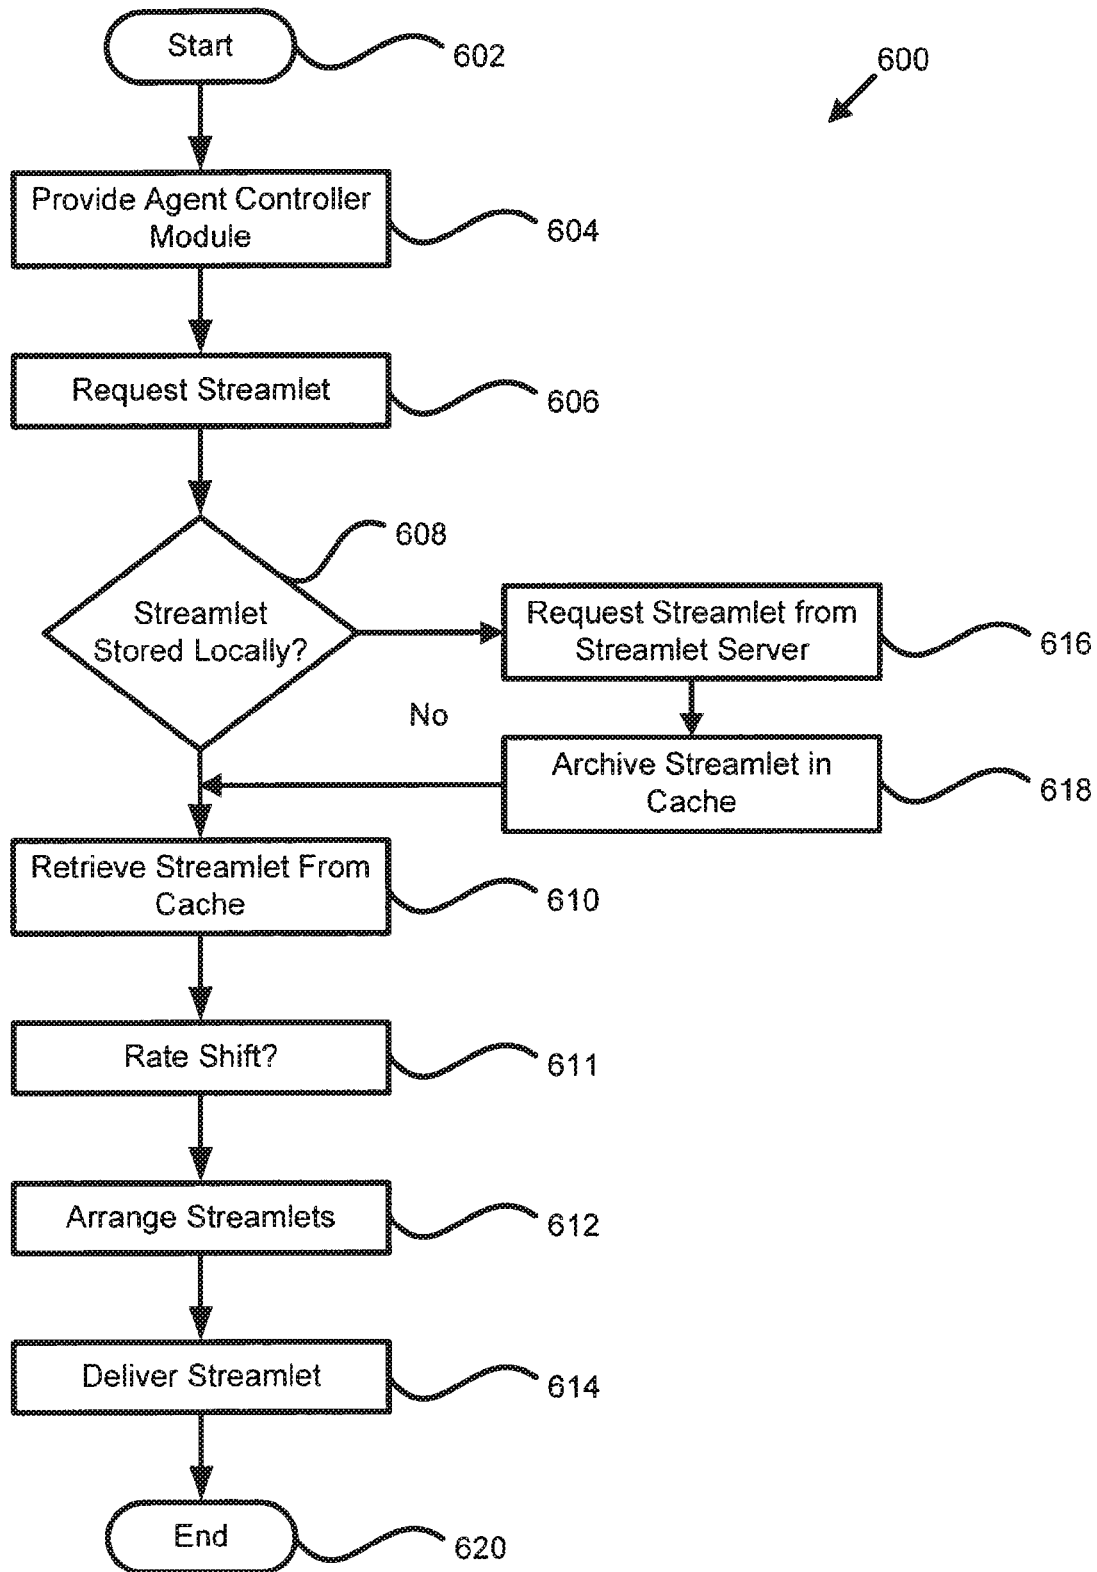 Start
602
600
Provide Agent Controller
Module
604
Request Streamlet
606
608
Streamlet
Stored Locally?
Request Streamlet from
Streamlet Server
616
No
Archive Streamlet in
Cache
618
Retrieve Streamlet From
Cache
610
Rate Shift?
611
Arrange Streamlets
612
Deliver Streamlet
614
End
620